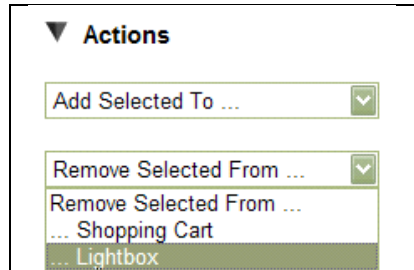 Actions
Add Selected To ...
Remove Selected From ...
Remove Selected From ...
... Shopping Cart
... Lightbox